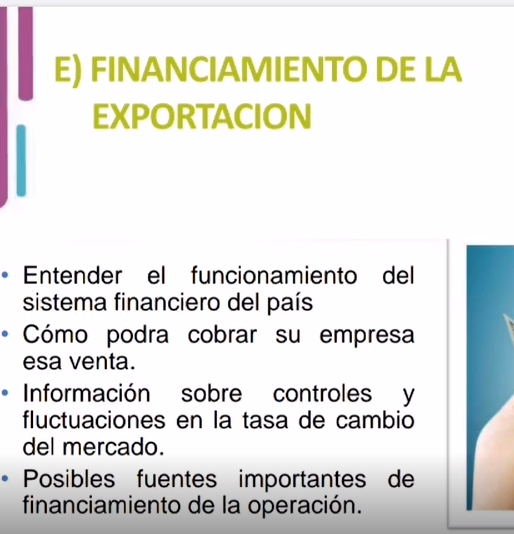 E) FINANCIAMIENTO DE LA
EXPORTACION
• Entender el funcionamiento del
sistema financiero del país
• Cómo podra cobrar su empresa
esa venta.
• Información sobre controles y
fluctuaciones en la tasa de cambio
del mercado.
• Posibles fuentes importantes de
financiamiento de la operación.